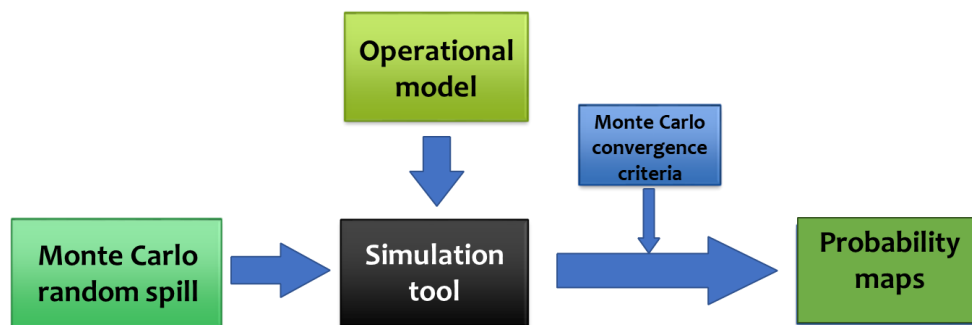 Operational
model
Monte Carlo
convergence
criteria
Monte Carlo
random spill
Simulation
tool
Probability
maps